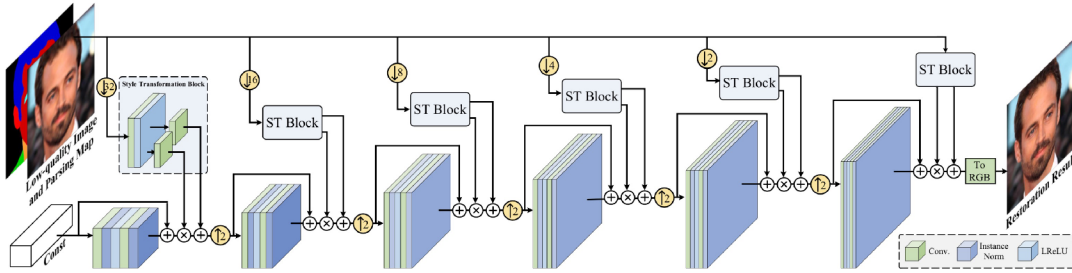 ↓32
↓16
↓8
↓4
↓2
Style Transformation Block
ST Block
ST Block
ST Block
ST Block
ST Block
Low-quality Image
and Parsing Map
Const
↑2
↑2
↑2
↑2
↑2
To
RGB
Restoration Result
Conv.
Instance
Norm
LReLU